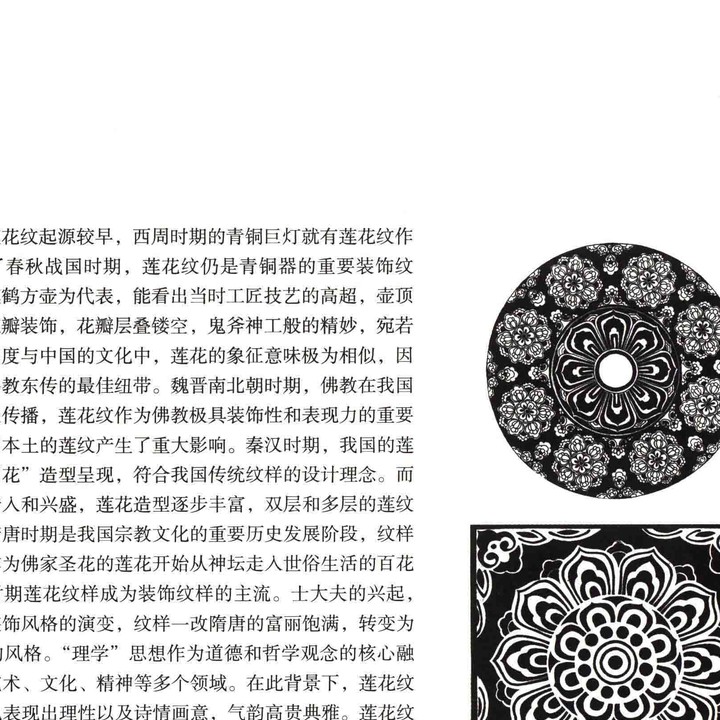 花纹起源较早，西周时期的青铜巨灯就有莲花纹作
春秋战国时期，莲花纹仍是青铜器的重要装饰纹
鹤方壶为代表，能看出当时工匠技艺的高超，壶顶
瓣装饰，花瓣层叠镂空，鬼斧神工般的精妙，宛若
度与中国的文化中，莲花的象征意味极为相似，因
教东传的最佳纽带。魏晋南北朝时期，佛教在我国
传播，莲花纹作为佛教极具装饰性和表现力的重要
本土的莲纹产生了重大影响。秦汉时期，我国的莲
花”造型呈现，符合我国传统纹样的设计理念。而
人和兴盛，莲花造型逐步丰富，双层和多层的莲纹
唐时期是我国宗教文化的重要历史发展阶段，纹样
为佛家圣花的莲花开始从神坛走入世俗生活的百花
期莲花纹样成为装饰纹样的主流。士大夫的兴起，
饰风格的演变，纹样一改隋唐的富丽饱满，转变为
风格。“理学”思想作为道德和哲学观念的核心融
术、文化、精神等多个领域。在此背景下，莲花纹
表现出理性以及诗情画意，气韵高贵典雅。莲花纹